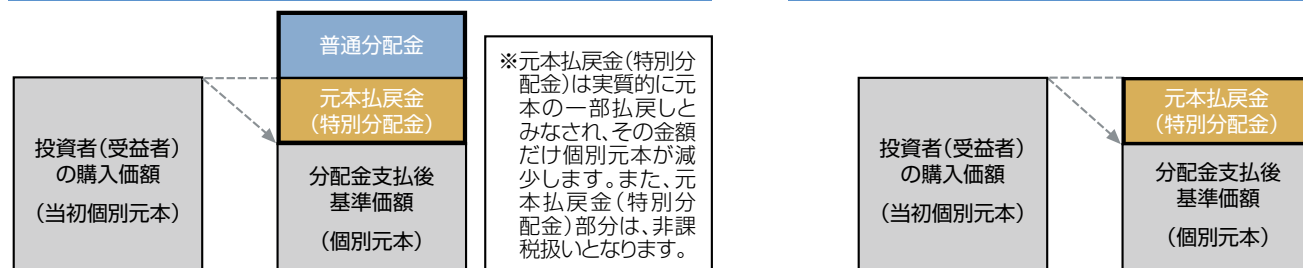 普通分配金
元本払戻金
(特別分配金)
投資者(受益者)
の購入価額
(当初個別元本)
分配金支払後
基準価額
(個別元本)
※元本払戻金(特別分
配金)は実質的に元
本の一部払戻しと
みなされ、その金額
だけ個別元本が減
少します。また、元
本払戻金(特別分
配金)部分は、非課
税扱いとなります。
投資者(受益者)
の購入価額
(当初個別元本)
元本払戻金
(特別分配金)
分配金支払後
基準価額
(個別元本)